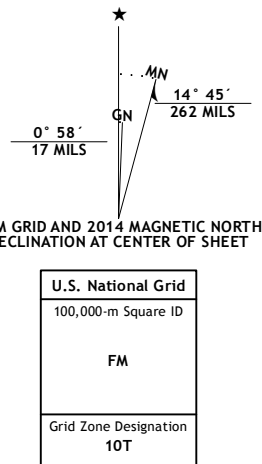 ★
MN
GN
14° 45´
262 MILS
0° 58´
17 MILS
M GRID AND 2014 MAGNETIC NORTH
ECLINATION AT CENTER OF SHEET
U.S. National Grid
100,000-m Square ID
FM
Grid Zone Designation
10T